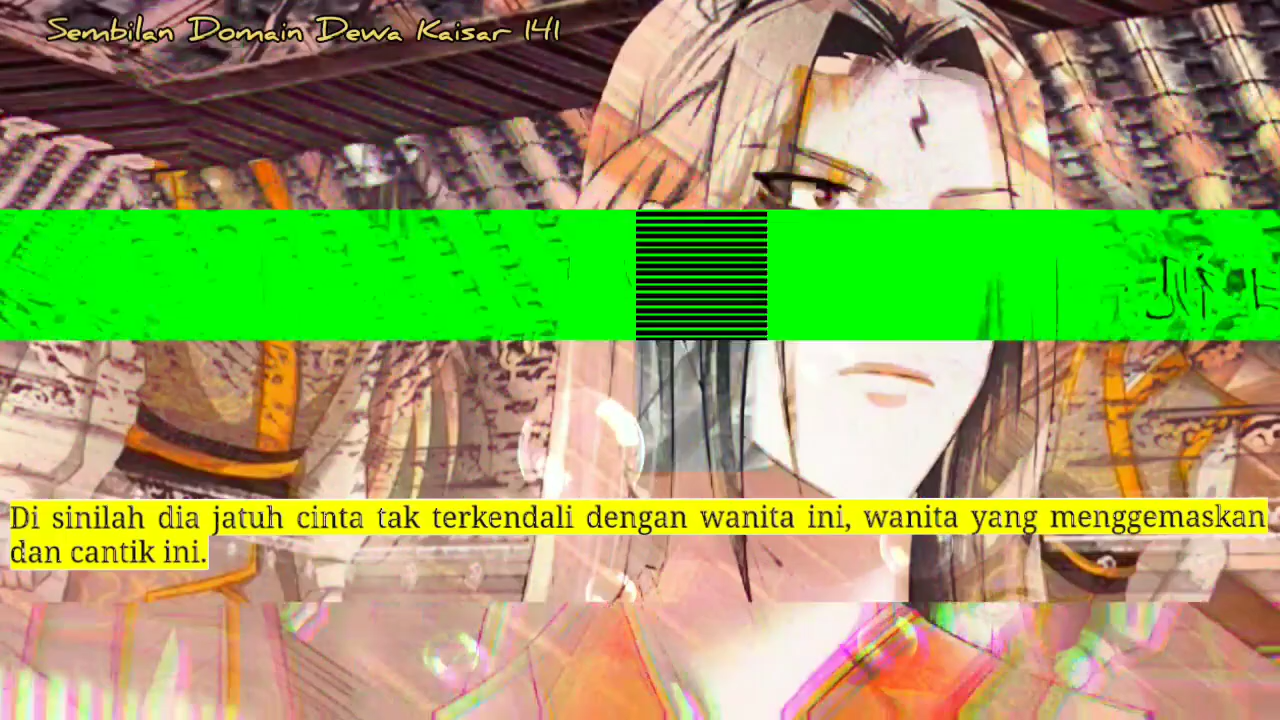 Sembilan Domain Dewa Kaisar 141
Di sinilah dia jatuh cinta tak terkendali dengan wanita ini, wanita yang menggemaskan
dan cantik ini.